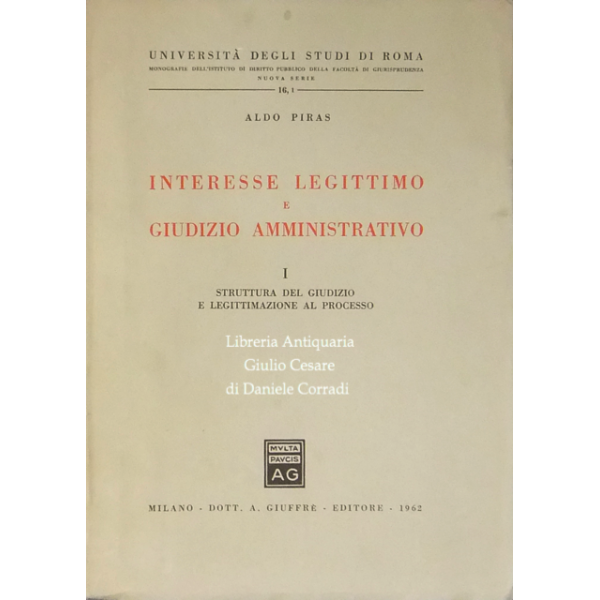 UNIVERSITÀ DEGLI STUDI DI ROMA
MONOGRAFIE DELL'ISTITUTO DI DIRITTO PUBBLICO DELLA FACOLTÀ DI GIURISPRUDENZA
NUOVA SERIE
16, I
ALDO PIRAS
INTERESSE LEGITTIMO
E
GIUDIZIO AMMINISTRATIVO
I
STRUTTURA DEL GIUDIZIO
E LEGITTIMAZIONE AL PROCESSO
Libreria Antiquaria
Giulio Cesare
di Daniele Corradi
MVLTA
PAVCIS
AG
MILANO - DOTT. A. GIUFFRÈ - EDITORE - 1962